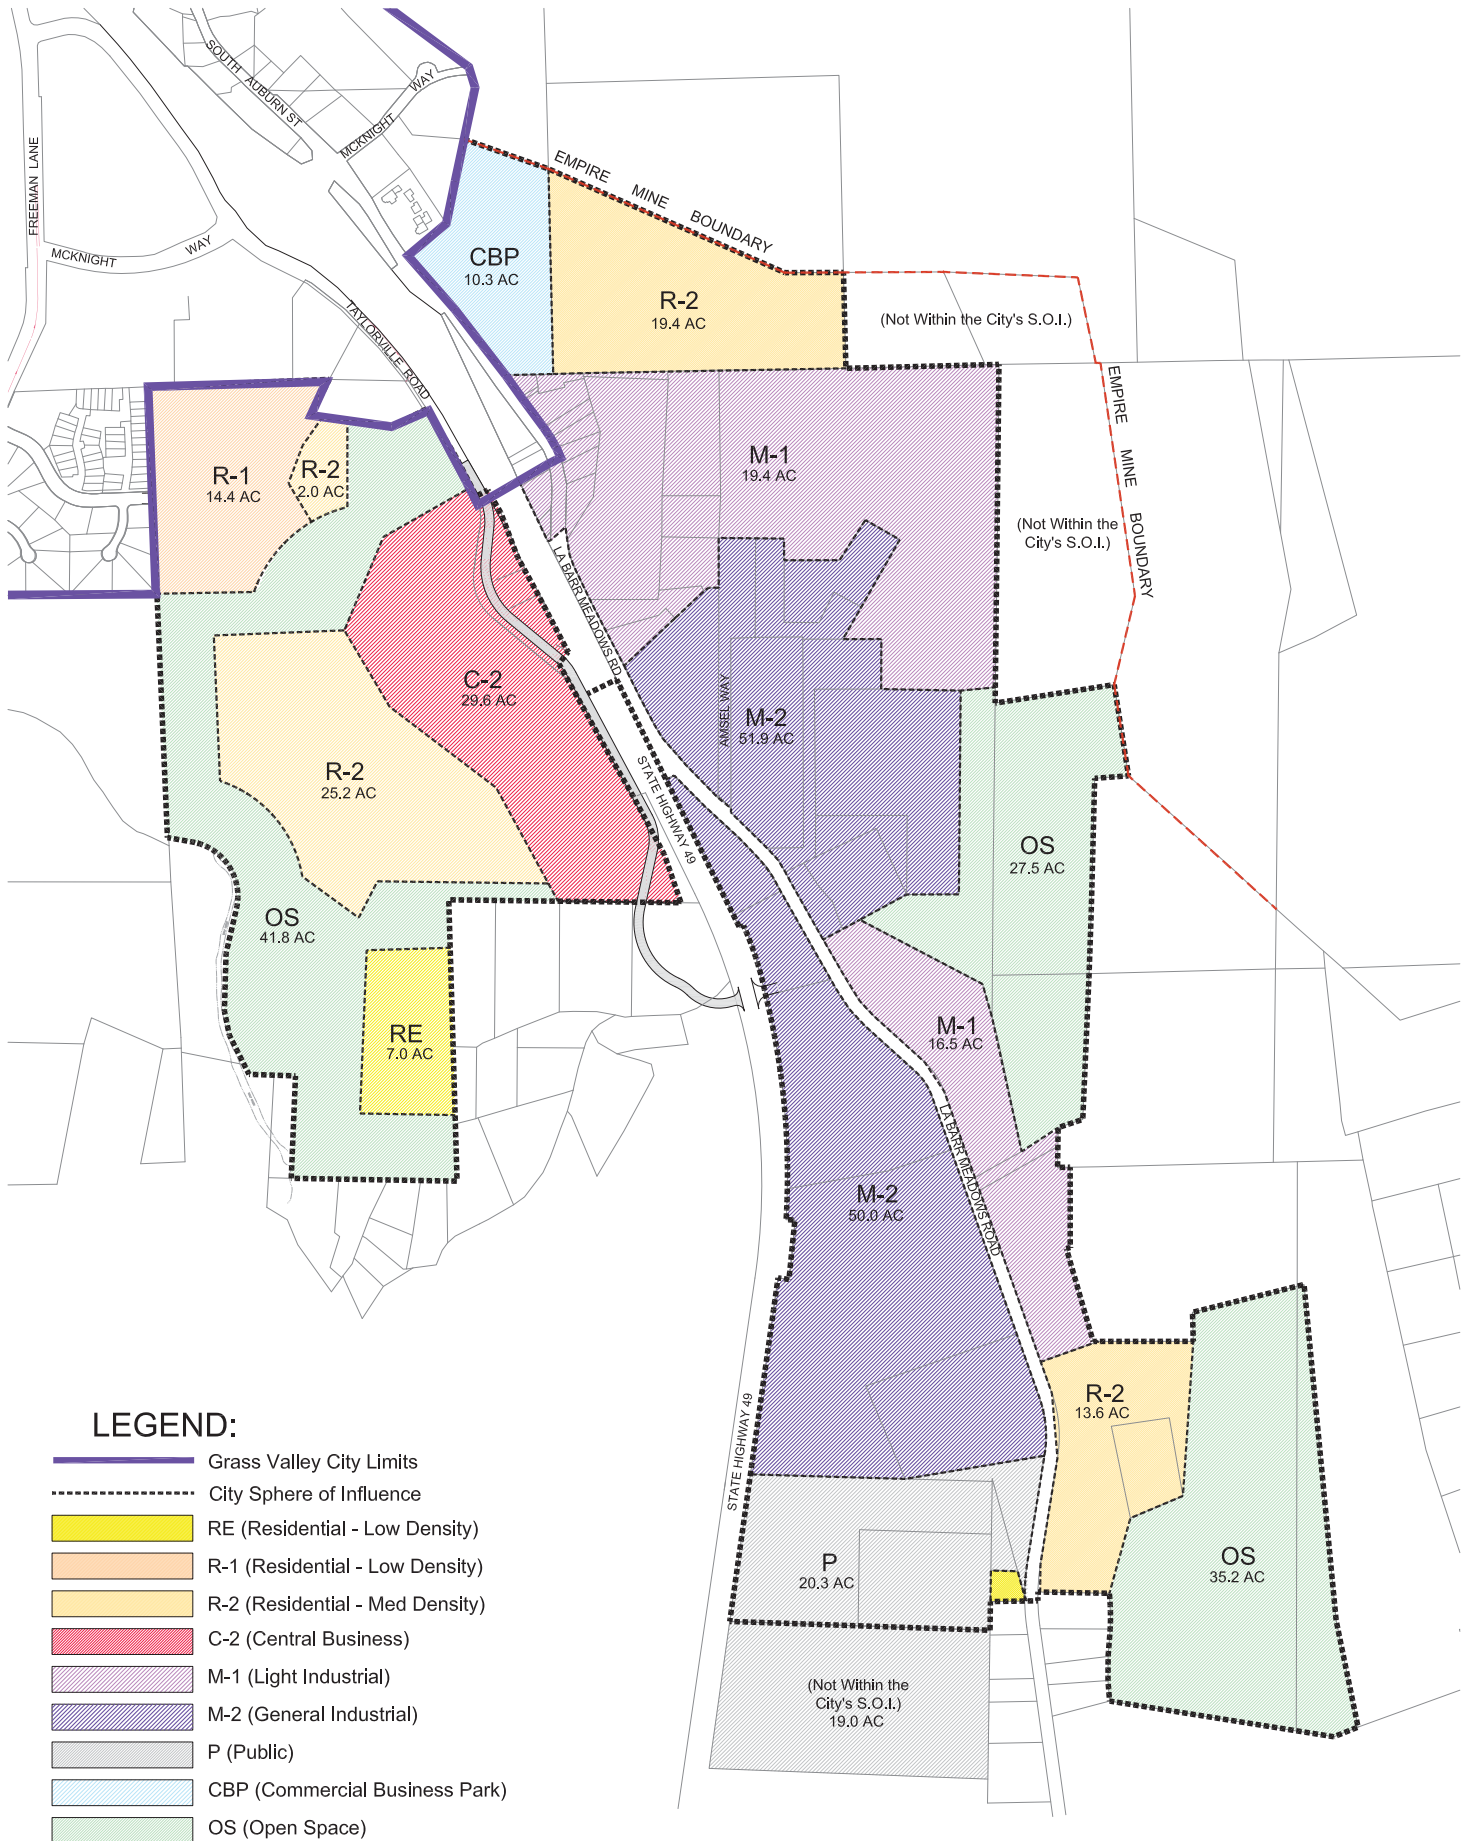 SOUTH AUBURN ST
MCKNIGHT WAY
FREEMAN LANE
MCKNIGHT WAY
EMPIRE MINE BOUNDARY
CBP
10.3 AC
R-2
19.4 AC
(Not Within the City's S.O.I.)
TAYLORVILLE ROAD
EMPIRE MINE BOUNDARY
R-1
14.4 AC
R-2
2.0 AC
M-1
19.4 AC
(Not Within the
City's S.O.I.)
LA BARR MEADOWS RD
C-2
29.6 AC
AMSEL WAY
M-2
51.9 AC
R-2
25.2 AC
STATE HIGHWAY 49
OS
27.5 AC
OS
41.8 AC
RE
7.0 AC
M-1
16.5 AC
LA BARR MEADOWS ROAD
M-2
50.0 AC
R-2
13.6 AC
STATE HIGHWAY 49
P
20.3 AC
OS
35.2 AC
(Not Within the
City's S.O.I.)
19.0 AC
LEGEND:
Grass Valley City Limits
City Sphere of Influence
RE (Residential - Low Density)
R-1 (Residential - Low Density)
R-2 (Residential - Med Density)
C-2 (Central Business)
M-1 (Light Industrial)
M-2 (General Industrial)
P (Public)
CBP (Commercial Business Park)
OS (Open Space)